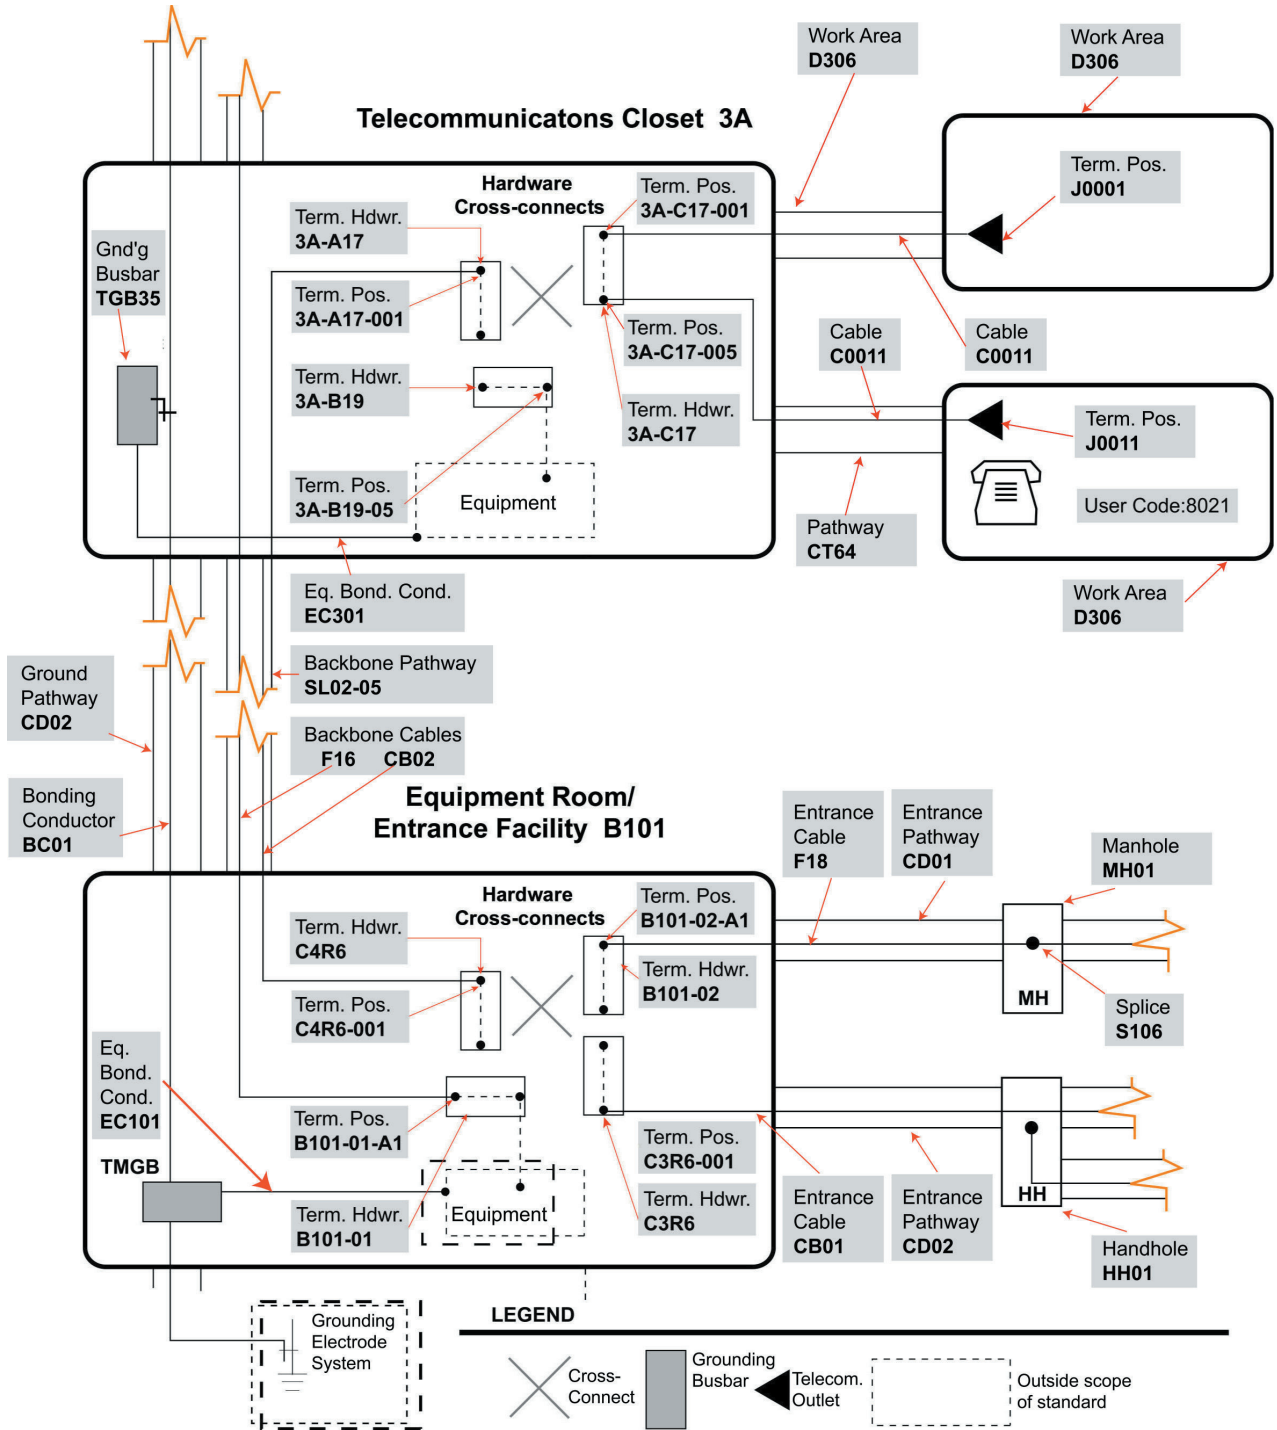 Work Area
D306
Work Area
D306
Telecommunicatons Closet 3A
Hardware
Cross-connects
Term. Pos.
3A-C17-001
Term. Pos.
J0001
Term. Hdwr.
3A-A17
Gnd'g
Busbar
TGB35
Term. Pos.
3A-A17-001
Term. Pos.
3A-C17-005
Cable
C0011
Cable
C0011
Term. Hdwr.
3A-B19
Term. Hdwr.
3A-C17
Term. Pos.
J0011
Term. Pos.
3A-B19-05
Equipment
User Code:8021
Pathway
CT64
Eq. Bond. Cond.
EC301
Work Area
D306
Ground
Pathway
CD02
Backbone Pathway
SL02-05
Backbone Cables
F16 CB02
Bonding
Conductor
BC01
Equipment Room/
Entrance Facility B101
Entrance
Cable
F18
Entrance
Pathway
CD01
Manhole
MH01
Hardware
Cross-connects
Term. Pos.
B101-02-A1
Term. Hdwr.
C4R6
Term. Hdwr.
B101-02
Term. Pos.
C4R6-001
MH
Splice
S106
Eq.
Bond.
Cond.
EC101
Term. Pos.
B101-01-A1
Term. Pos.
C3R6-001
TMGB
Term. Hdwr.
B101-01
Equipment
Term. Hdwr.
C3R6
Entrance
Cable
CB01
Entrance
Pathway
CD02
HH
Handhole
HH01
Grounding
Electrode
System
LEGEND
Cross-
Connect
Grounding
Busbar
Telecom.
Outlet
Outside scope
of standard